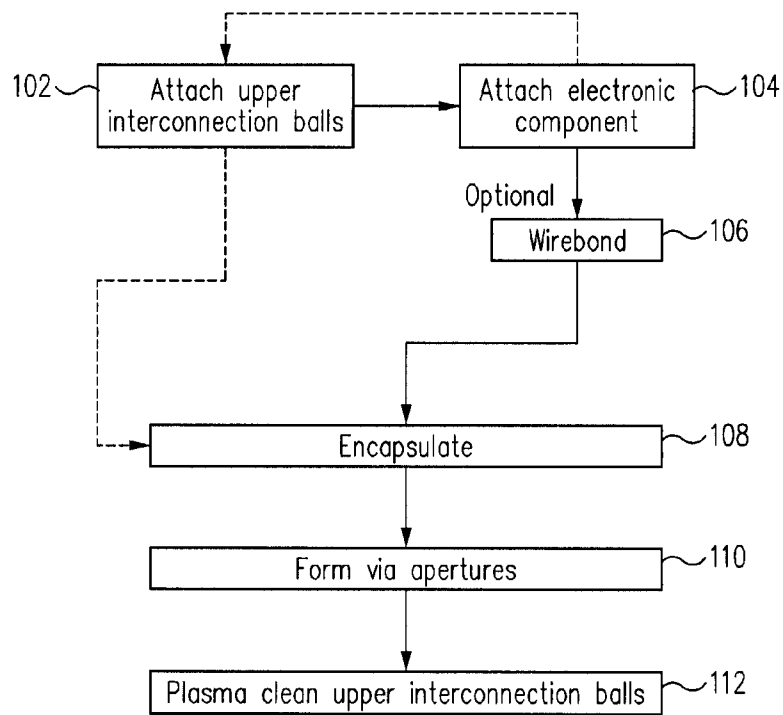 102
Attach upper
interconnection balls
Attach electronic
component
104
Optional
Wirebond
106
Encapsulate
108
Form via apertures
110
Plasma clean upper interconnection balls
112